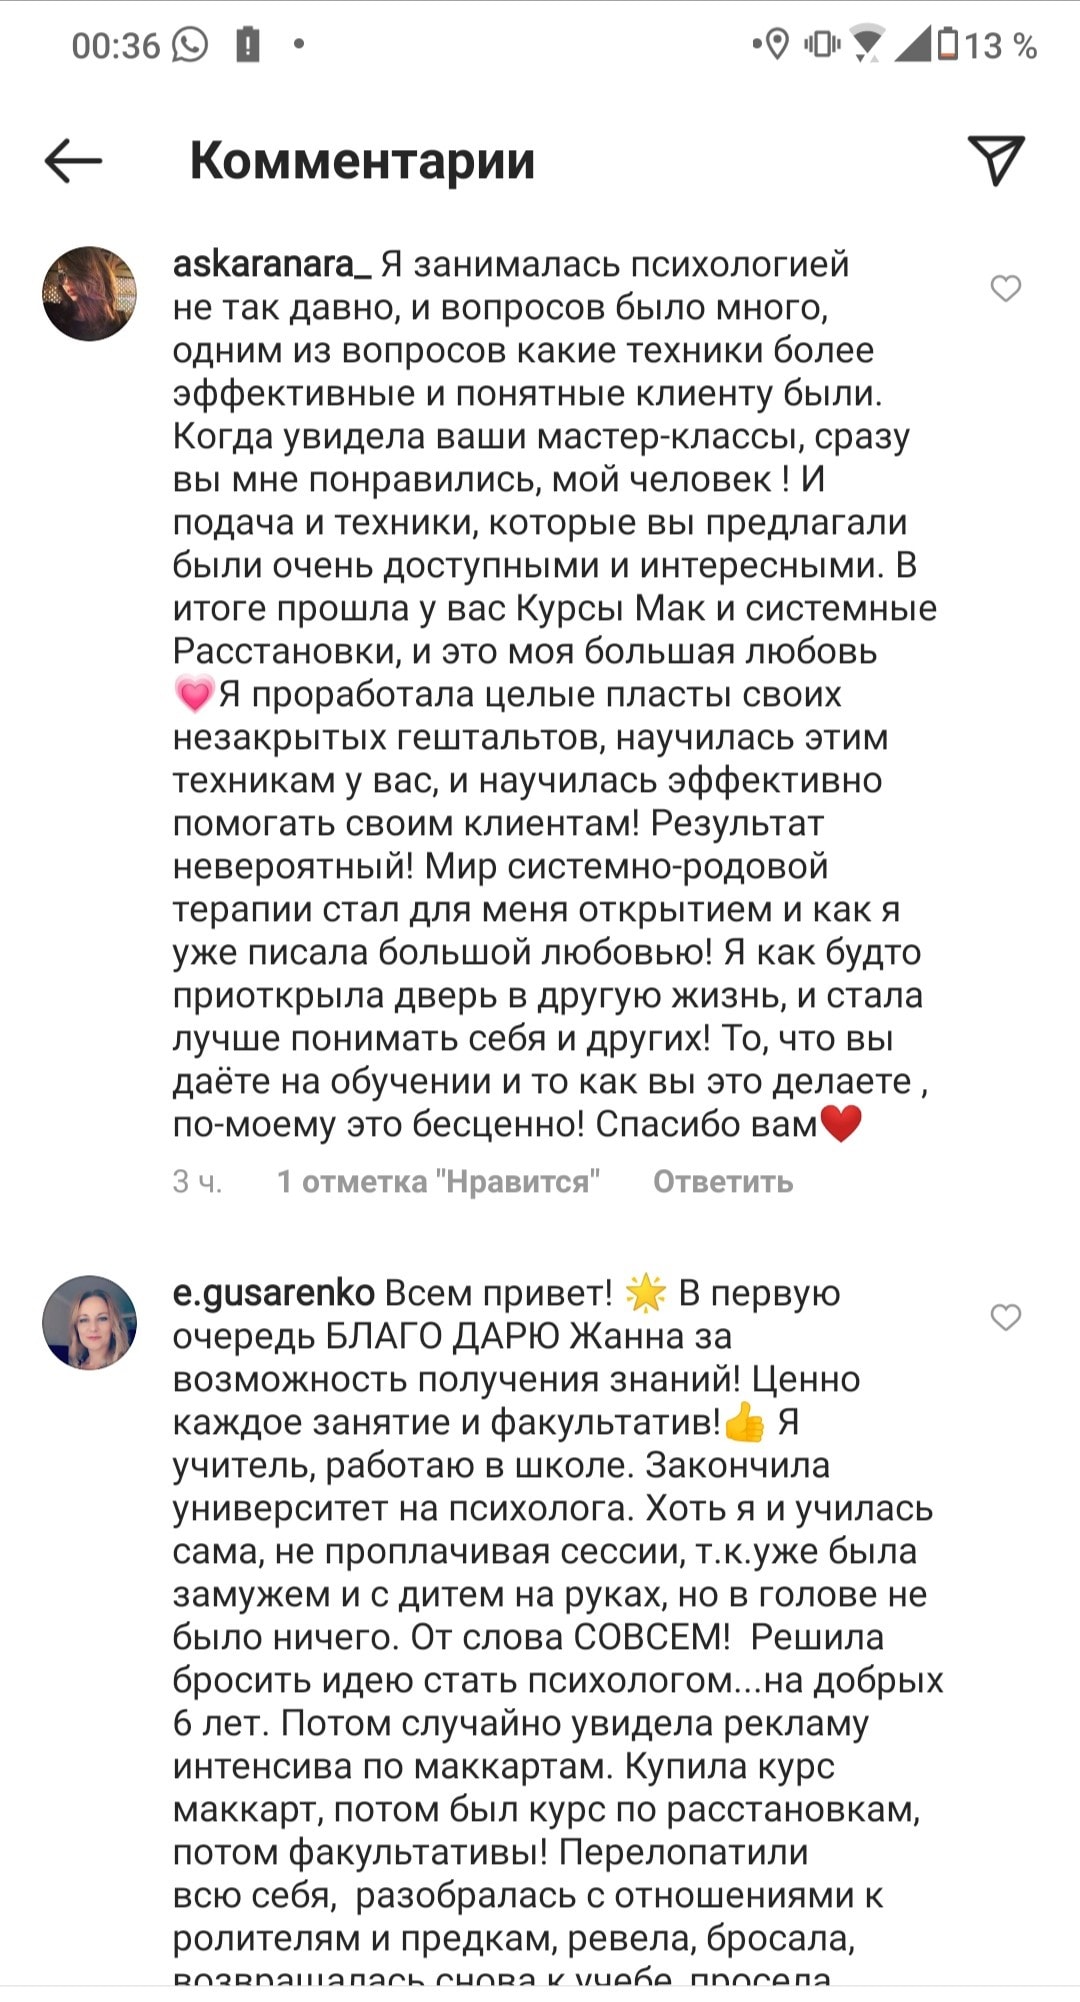 00:36
13 %
Комментарии
askaranara_ Я занималась психологией
не так давно, и вопросов было много,
одним из вопросов какие техники более
эффективные и понятные клиенту были.
Когда увидела ваши мастер-классы, сразу
вы мне понравились, мой человек ! И
подача и техники, которые вы предлагали
были очень доступными и интересными. В
итоге прошла у вас Курсы Мак и системные
Расстановки, и это моя большая любовь
💗Я проработала целые пласты своих
незакрытых гештальтов, научилась этим
техникам у вас, и научилась эффективно
помогать своим клиентам! Результат
невероятный! Мир системно-родовой
терапии стал для меня открытием и как я
уже писала большой любовью! Я как будто
приоткрыла дверь в другую жизнь, и стала
лучше понимать себя и других! То, что вы
даёте на обучении и то как вы это делаете ,
по-моему это бесценно! Спасибо вам❤️
3 ч. 1 отметка "Нравится" Ответить
e.gusarenko Всем привет! 🌟 В первую
очередь БЛАГО ДАРЮ Жанна за
возможность получения знаний! Ценно
каждое занятие и факультатив!👍 Я
учитель, работаю в школе. Закончила
университет на психолога. Хоть я и училась
сама, не проплачивая сессии, т.к.уже была
замужем и с дитем на руках, но в голове не
было ничего. От слова СОВСЕМ!  Решила
бросить идею стать психологом...на добрых
6 лет. Потом случайно увидела рекламу
интенсива по маккартам. Купила курс
маккарт, потом был курс по расстановкам,
потом факультативы! Перелопатили
всю себя,  разобралась с отношениями к
ролителям и предкам, ревела, бросала,
возвращалась снова к учебе